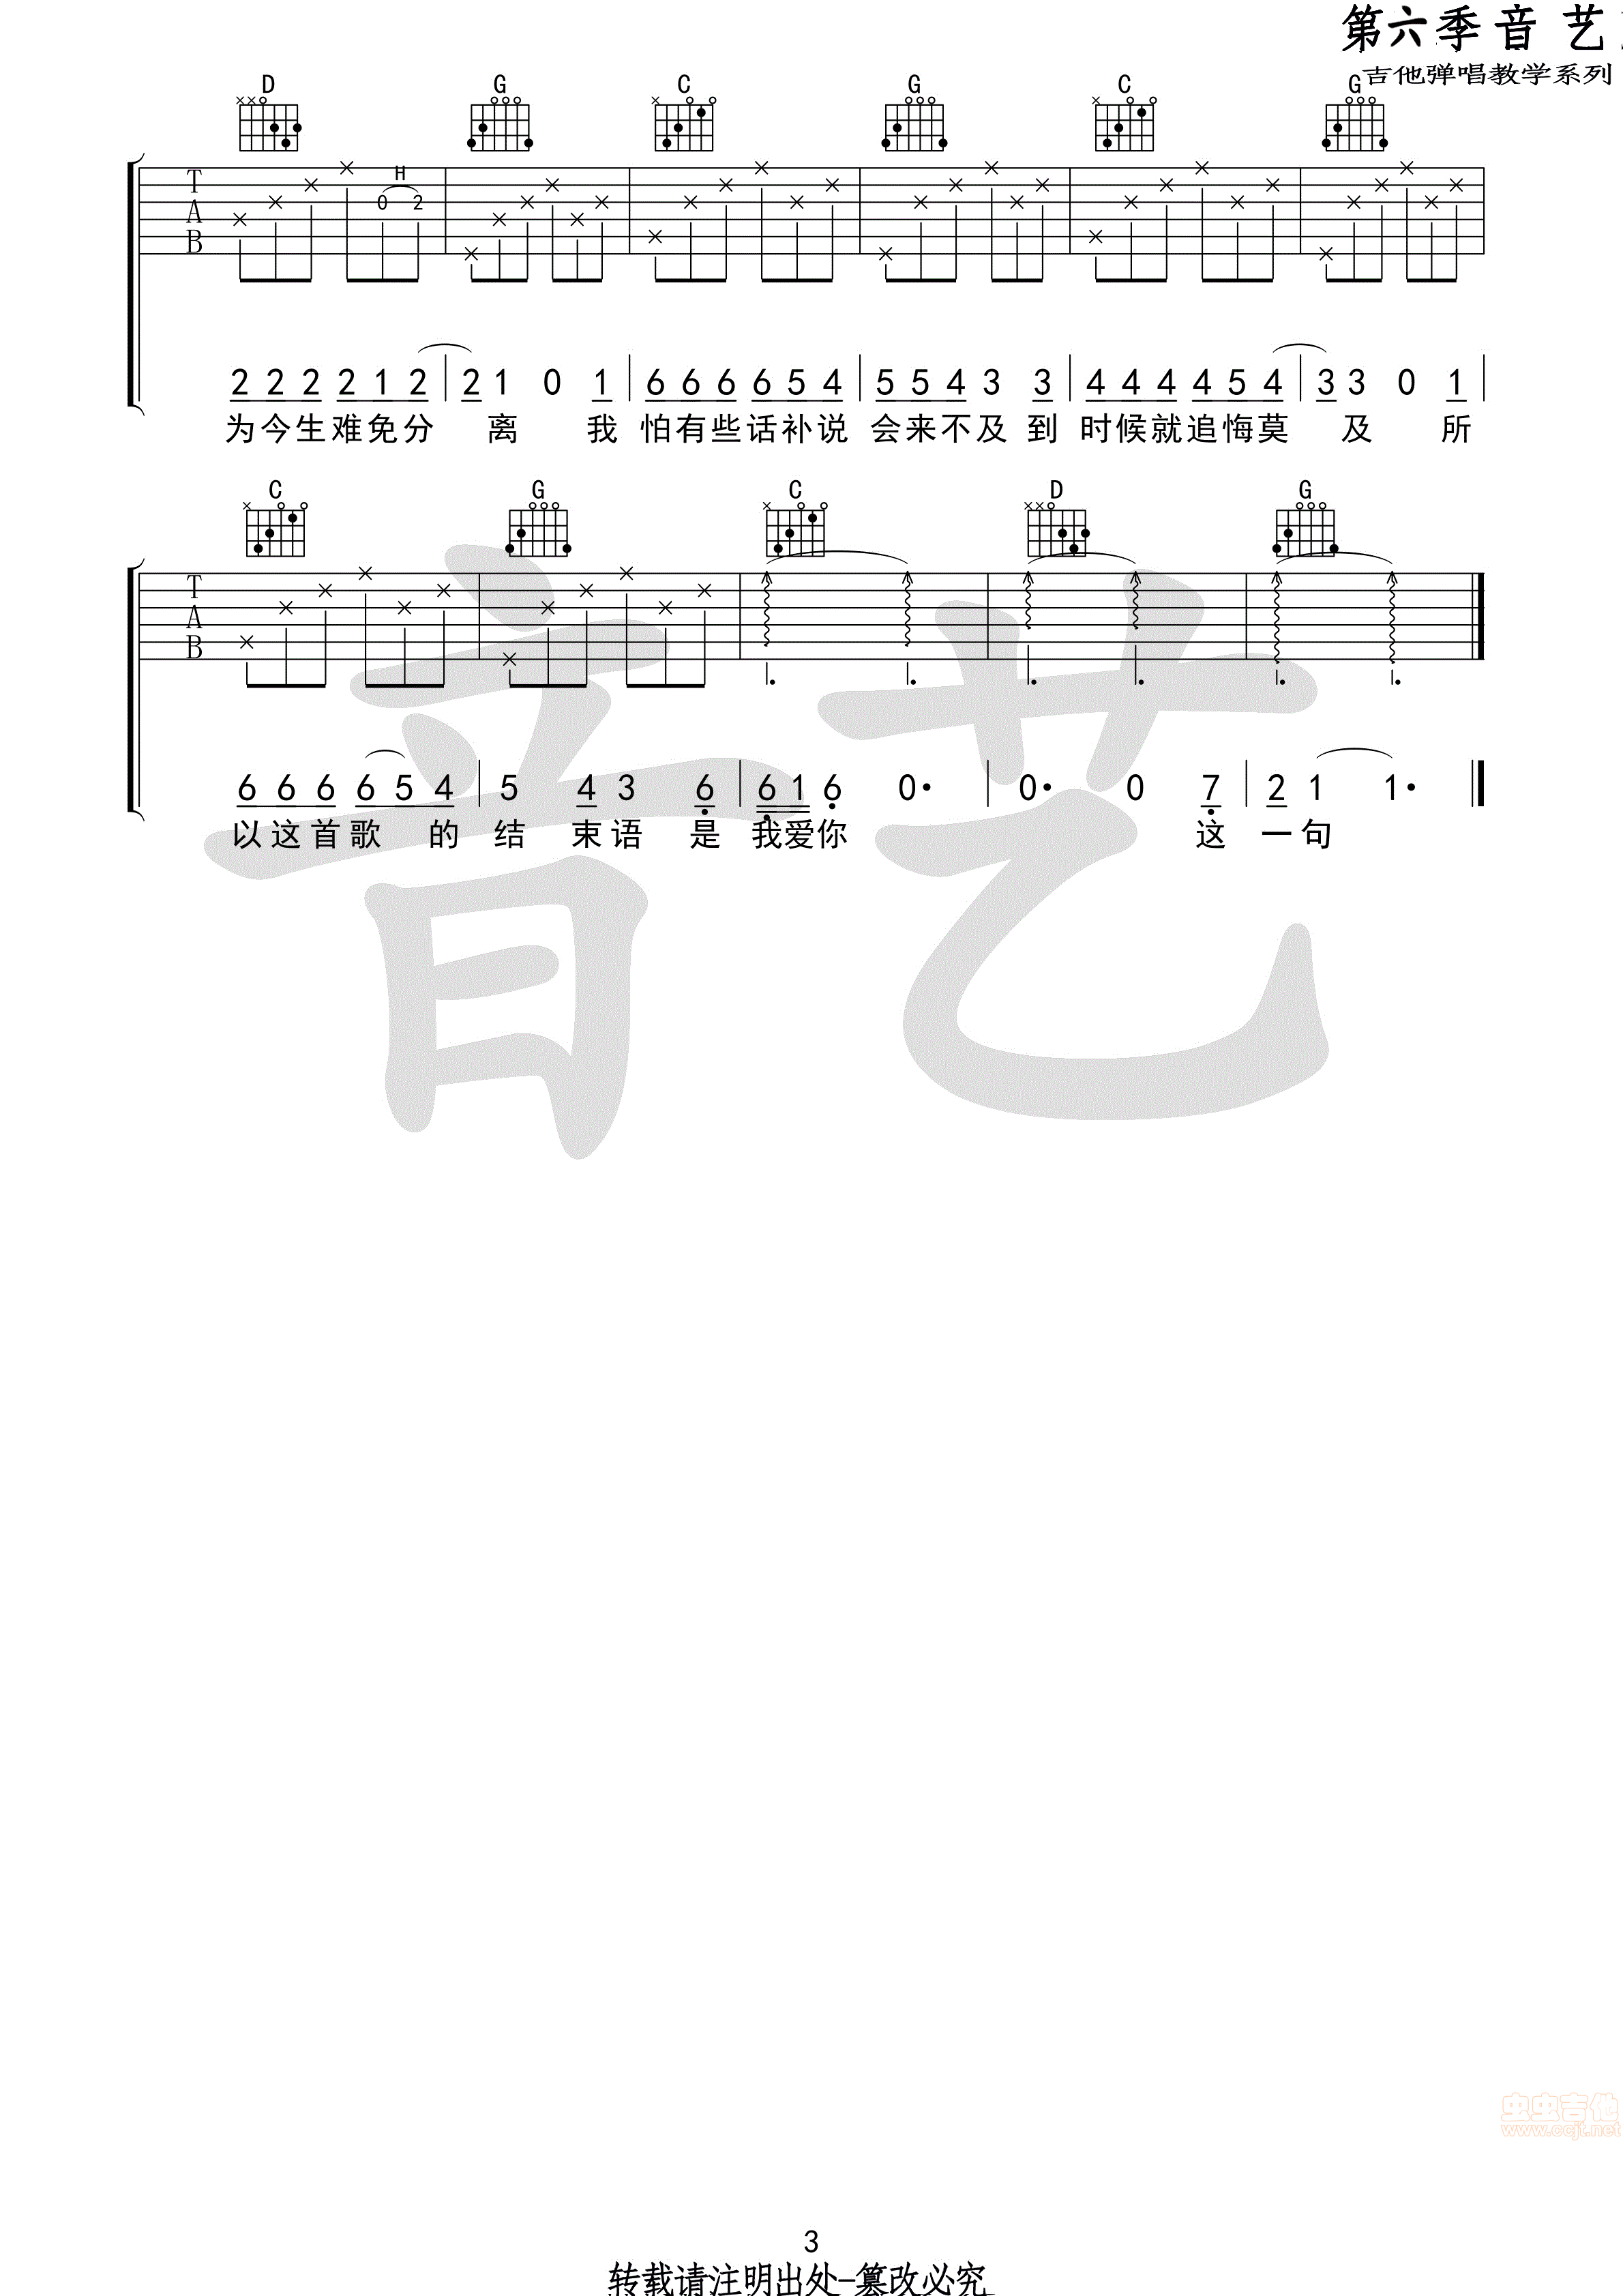 第六季音 艺
吉他弹唱教学系列
D G C G C G
H
T
A
B
0 2
2 2 2 2 1 2 2 1 0 1 6 6 6 6 5 4 5 5 4 3 3 4 4 4 4 5 4 3 3 0 1
为今生难免分 离 我 怕有些话补说 会来不及到 时候就追悔莫 及 所
C G C D G
T
A
B
6 6 6 6 5 4 5 4 3 6 6 1 6 0· 0· 0 7 2 1 1·
以这首歌 的 结 束语 是 我爱你 这 一句
音艺
虫虫吉他
www.ccjt.net
3
转载请注明出处-篡改必究